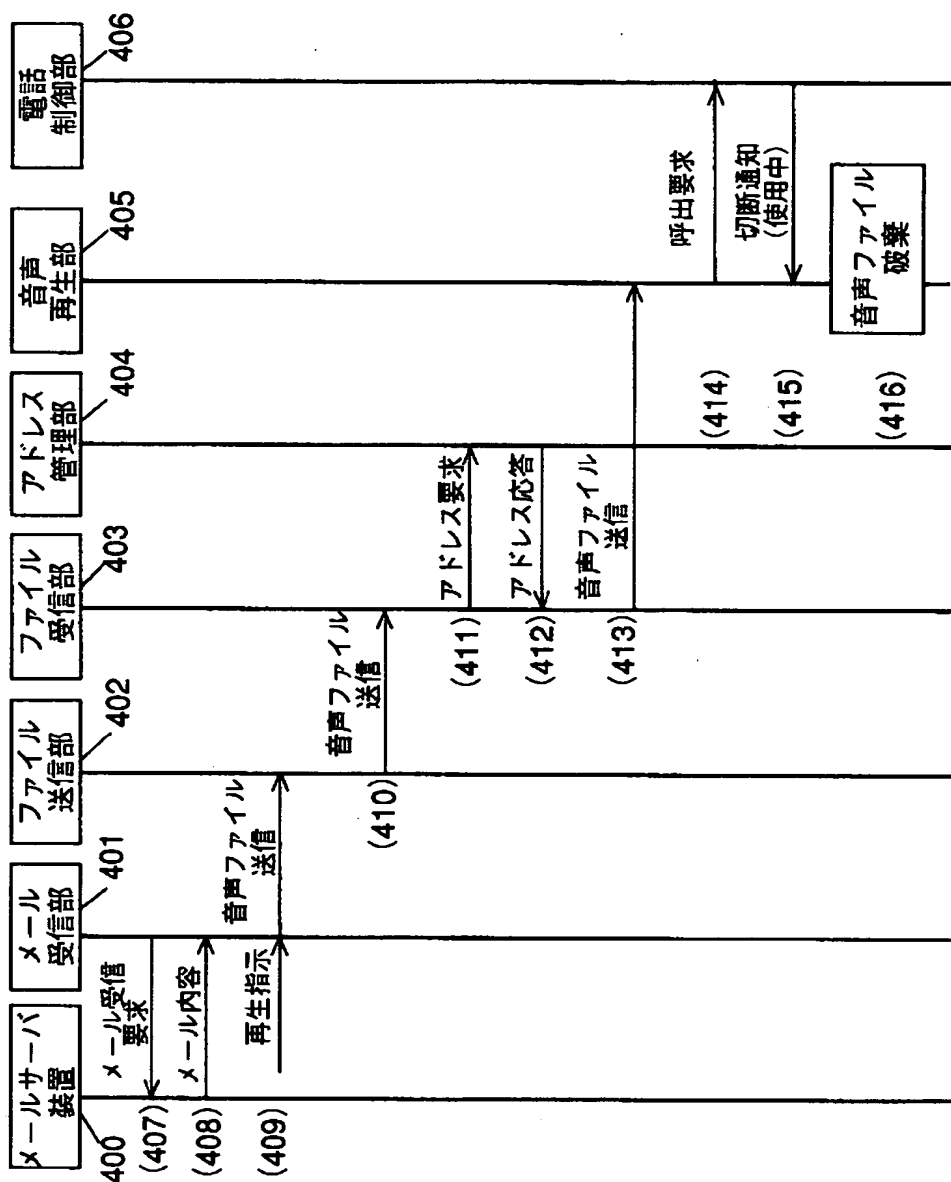 メールサーバ
装置
400
メール
受信部
401
ファイル
送信部
402
ファイル
受信部
403
アドレス
管理部
404
音声
再生部
405
電話
制御部
406
メール受信
要求
(407)
メール内容
(408)
再生指示
(409)
音声ファイル
送信
音声ファイル
送信
(410)
アドレス要求
(411)
アドレス応答
(412)
音声ファイル
送信
(413)
呼出要求
(414)
切断通知
(使用中)
(415)
音声ファイル
破棄
(416)